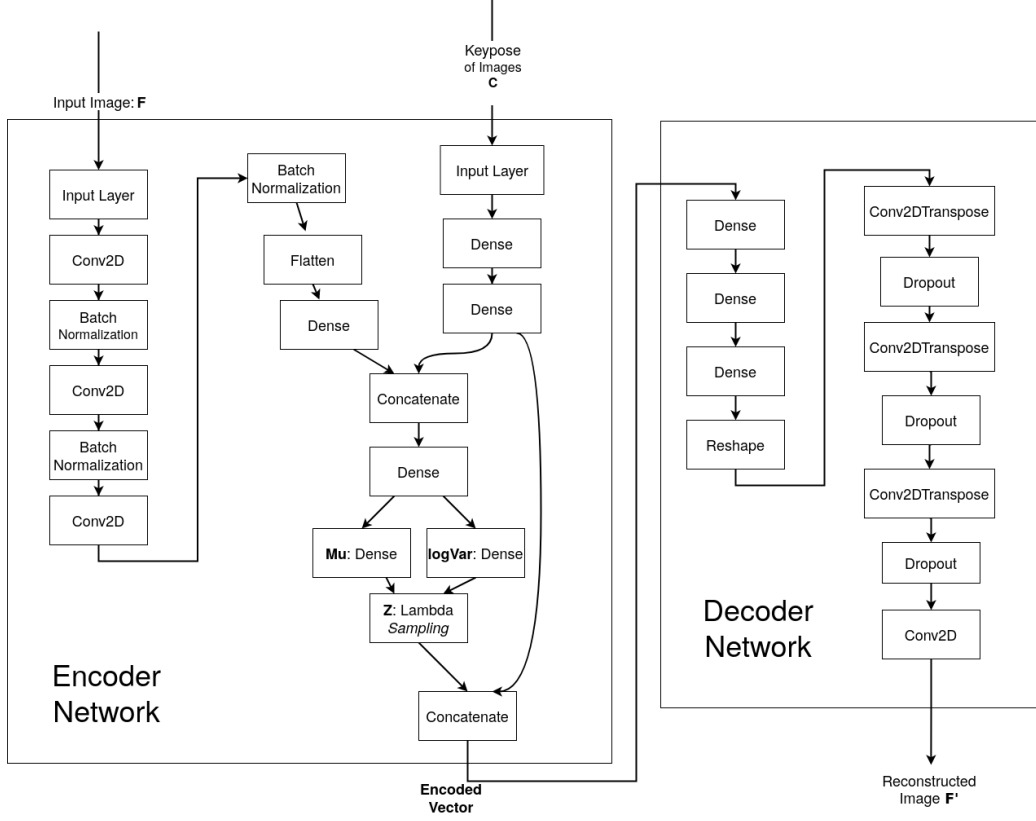 Keypose
of Images
C
Input Image: F
Input Layer
Conv2D
Batch
Normalization
Conv2D
Batch
Normalization
Conv2D
Batch
Normalization
Flatten
Dense
Input Layer
Dense
Dense
Concatenate
Dense
Mu: Dense
logVar: Dense
Z: Lambda
Sampling
Concatenate
Encoder
Network
Encoded
Vector
Dense
Dense
Dense
Reshape
Conv2DTranspose
Dropout
Conv2DTranspose
Dropout
Conv2DTranspose
Dropout
Conv2D
Decoder
Network
Reconstructed
Image F'